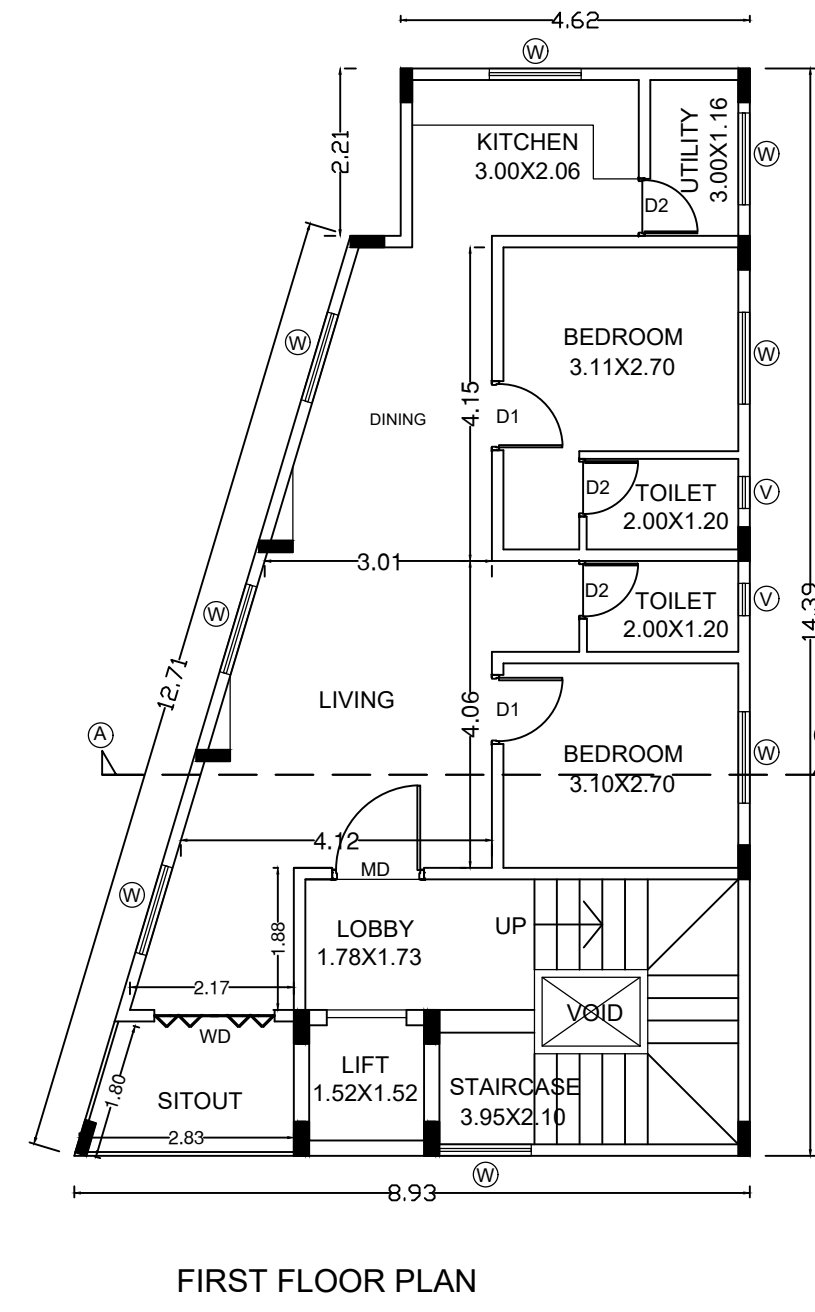 4.62
W
2.21
KITCHEN
3.00X2.06
UTILITY
3.00X1.16
W
D2
W
BEDROOM
3.11X2.70
W
4.15
D1
DINING
D2
TOILET
2.00X1.20
V
3.01
W
D2
TOILET
2.00X1.20
V
14.39
12.71
LIVING
4.06
D1
A
BEDROOM
3.10X2.70
W
4.12
MD
W
1.88
LOBBY
1.78X1.73
UP
2.17
VOID
WD
1.80
SITOUT
LIFT
1.52X1.52
STAIRCASE
3.95X2.10
2.83
W
8.93
FIRST FLOOR PLAN